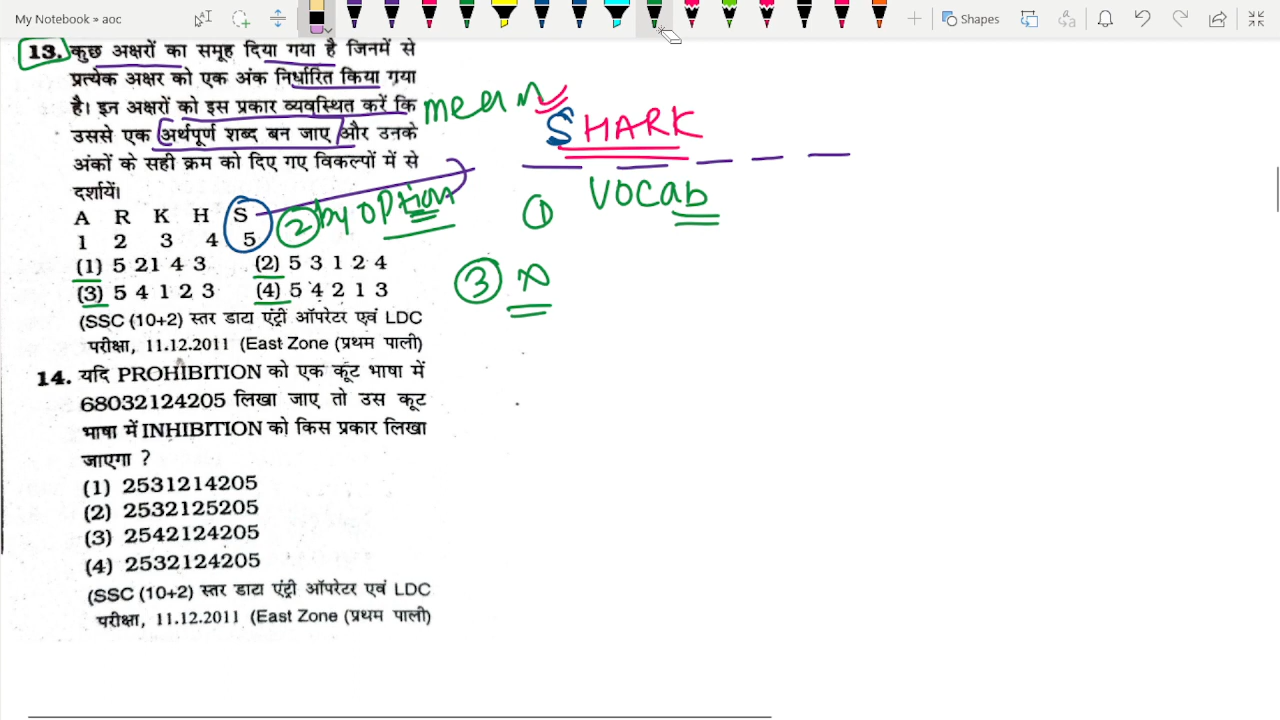 My Notebook » aoc
Shapes
13. कुछ अक्षरों का समूह दिया गया है जिनमें से
प्रत्येक अक्षर को एक अंक निर्धारित किया गया
है। इन अक्षरों को इस प्रकार व्यवस्थित करें कि
उससे एक अर्थपूर्ण शब्द बन जाए और उनके
अंकों के सही क्रम को दिए गए विकल्पों में से
दर्शायें।
A R K H S
1 2 3 4 5
(1) 5 21 4 3 (2) 5 3 1 2 4
(3) 5 4 1 2 3 (4) 5 4 2 1 3
(SSC (10+2) स्तर डाटा एंट्री ऑपरेटर एवं LDC
परीक्षा, 11.12.2011 (East Zone (प्रथम पाली)
14. यदि PROHIBITION को एक कूट भाषा में
68032124205 लिखा जाए तो उस कूट
भाषा में INHIBITION को किस प्रकार लिखा
जाएगा ?
(1) 2531214205
(2) 2532125205
(3) 2542124205
(4) 2532124205
(SSC (10+2) स्तर डाटा एंट्री ऑपरेटर एवं LDC
परीक्षा, 11.12.2011 (East Zone (प्रथम पाली)
mean
SHARK
1 vocab
2 by option
3